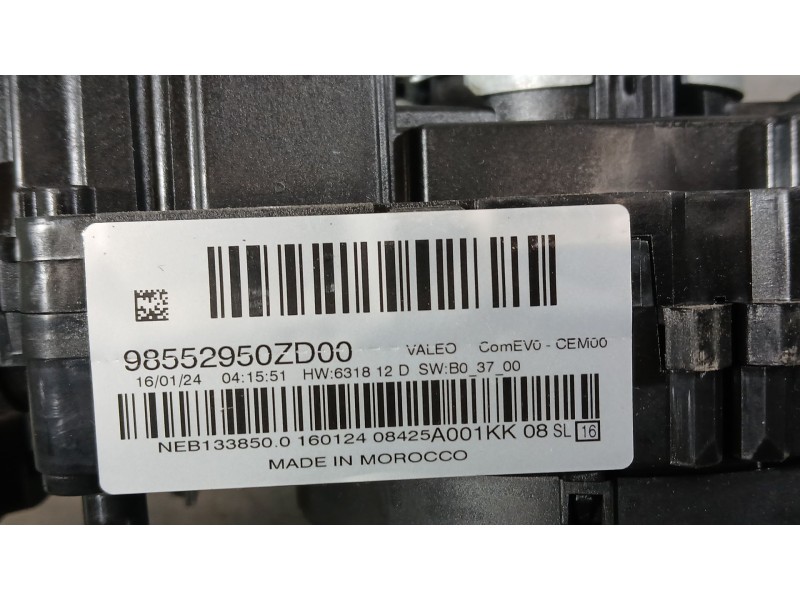 98552950ZD00 VALEO ComEV0 - CEM00
16/01/24 04:15:51 HW:6318 12 D SW:B0_37_00
NEB133850.0 160124 08425A001KK 08 SL 16
MADE IN MOROCCO